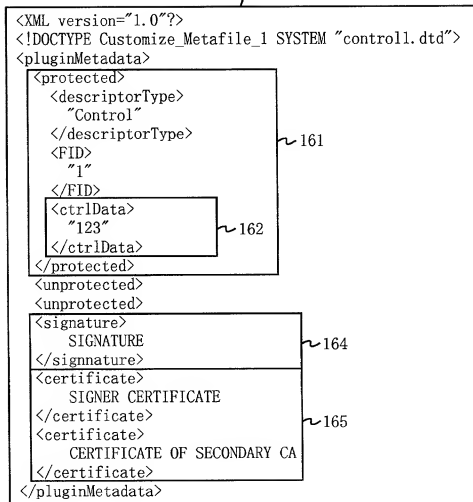 <XML version="1.0"?>
<!DOCTYPE Customize_Metafile_1 SYSTEM "control1.dtd">
<pluginMetadata>
<protected>
<descriptorType>
"Control"
</descriptorType>
<FID>
"1"
</FID>
161
<ctrlData>
"123"
</ctrlData>
162
</protected>
<unprotected>
<unprotected>
<signature>
SIGNATURE
</signnature>
164
<certificate>
SIGNER CERTIFICATE
</certificate>
<certificate>
CERTIFICATE OF SECONDARY CA
</certificate>
165
</pluginMetadata>